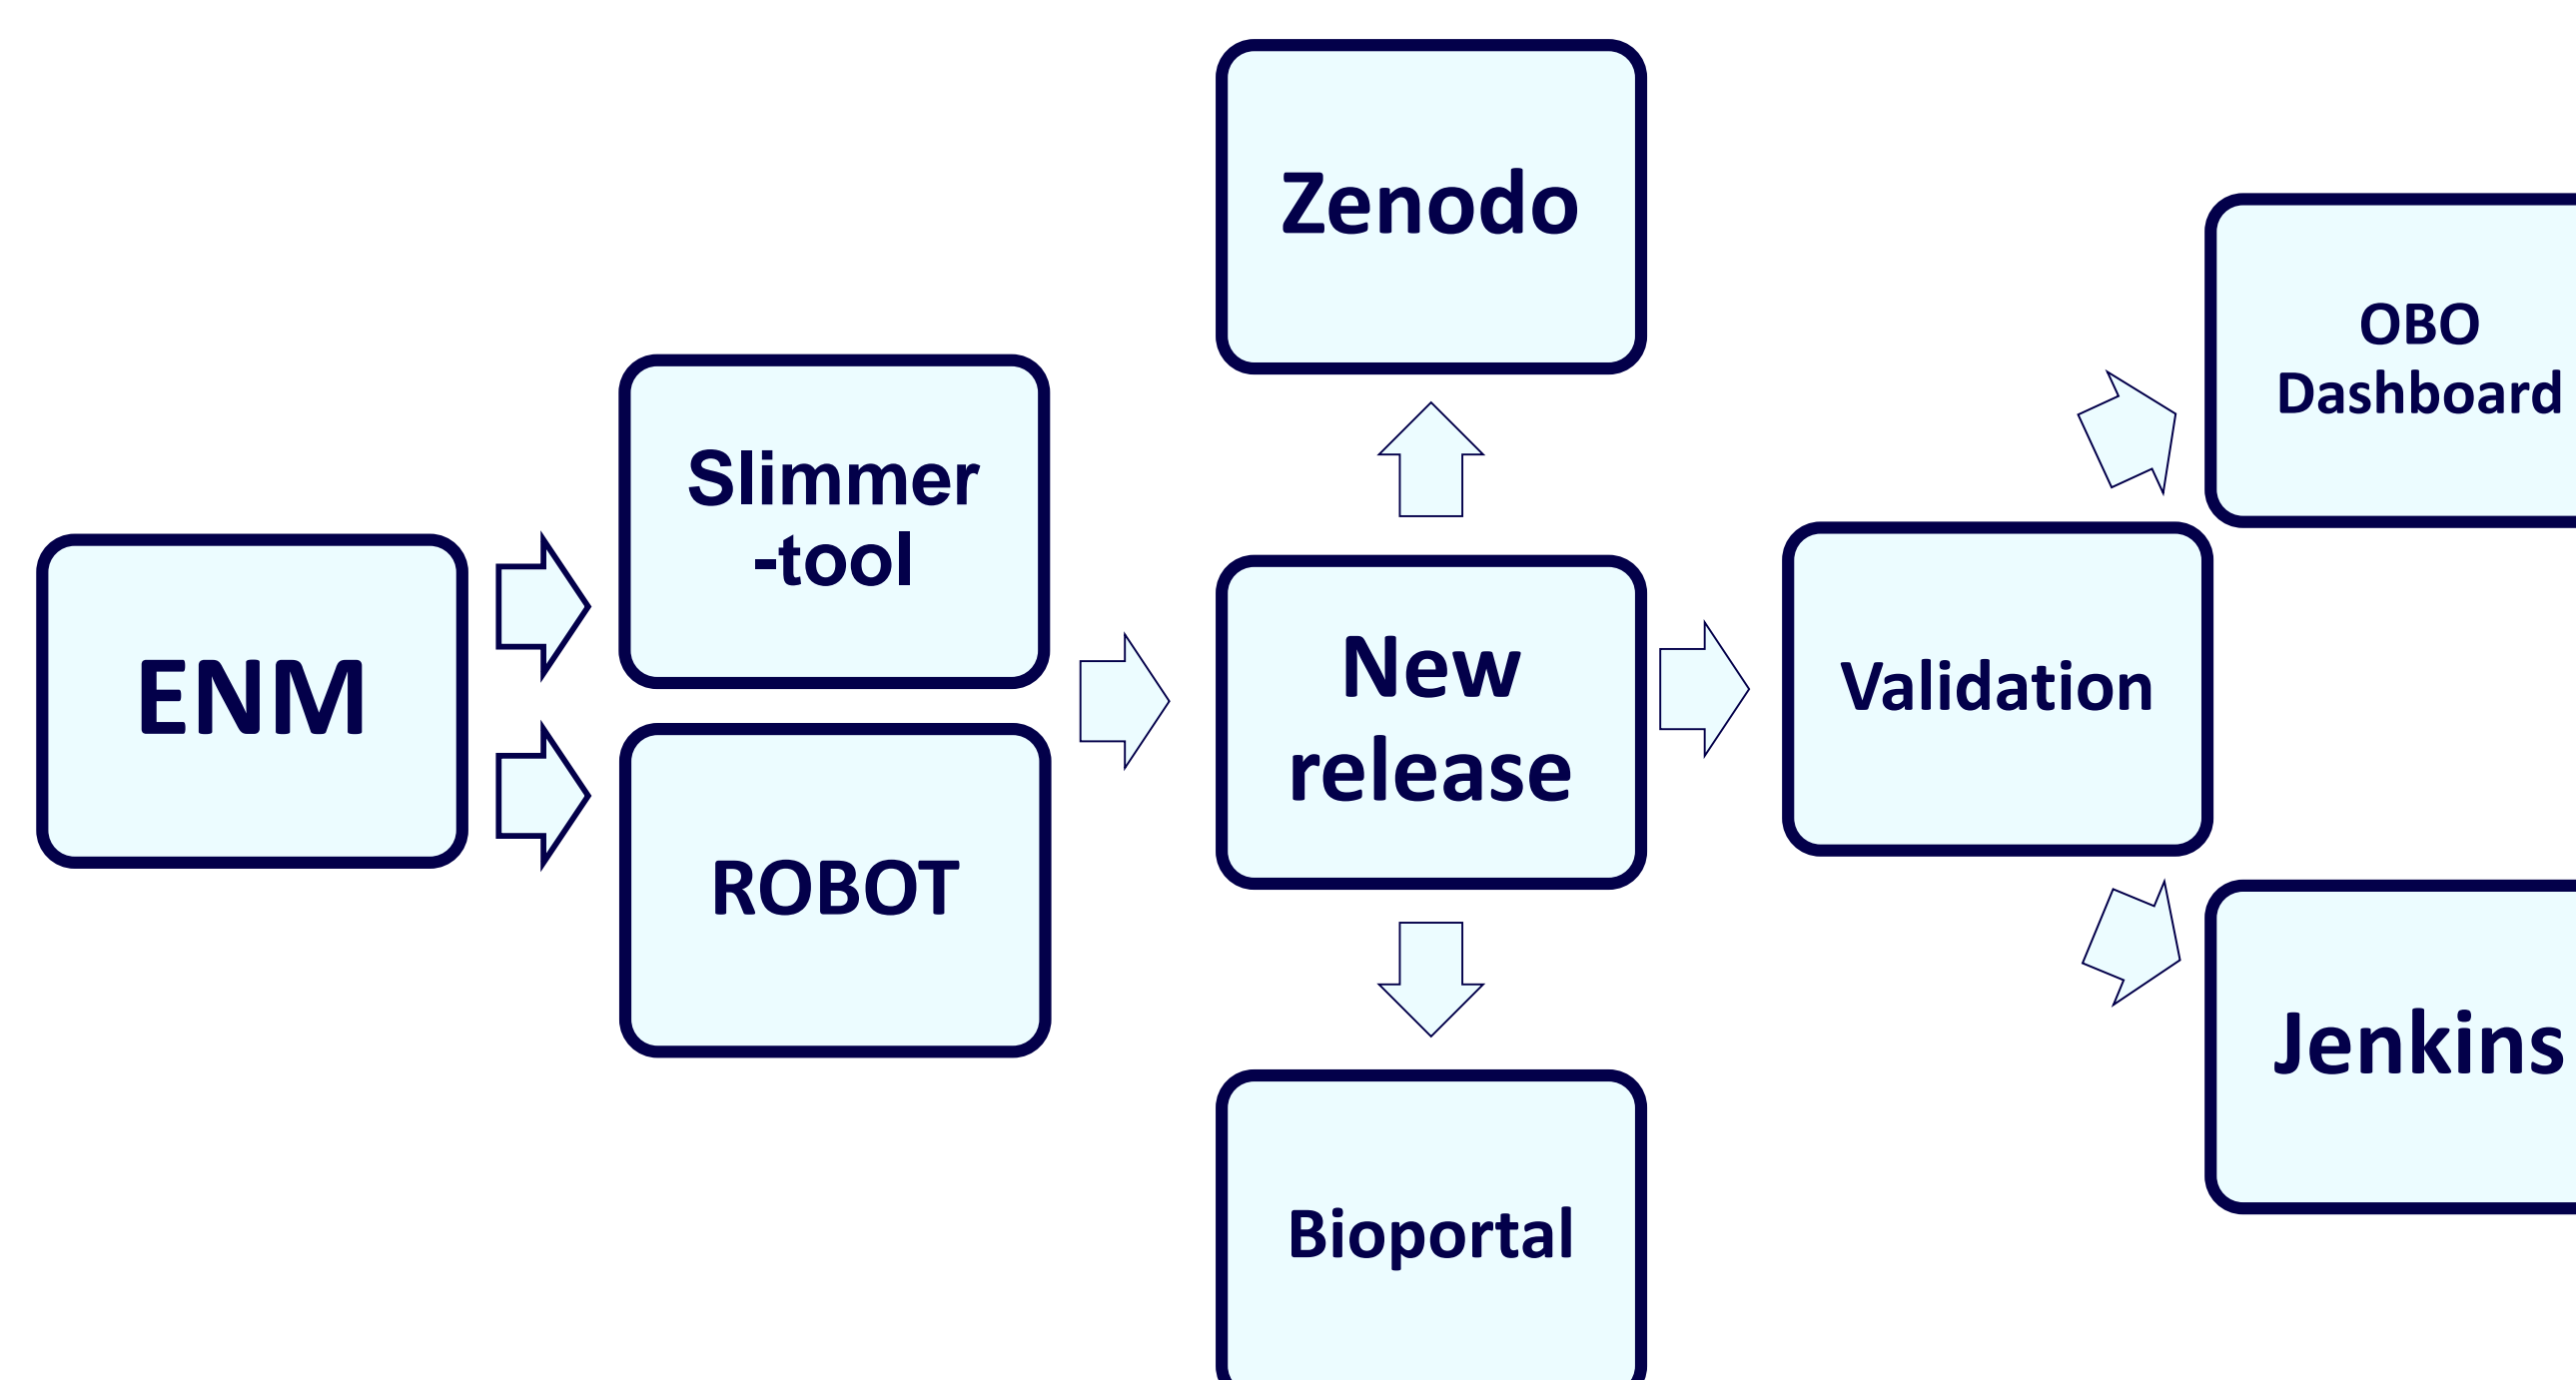 ENM
Slimmer
-tool
ROBOT
Zenodo
New
release
Bioportal
Validation
OBO
Dashboard
Jenkins